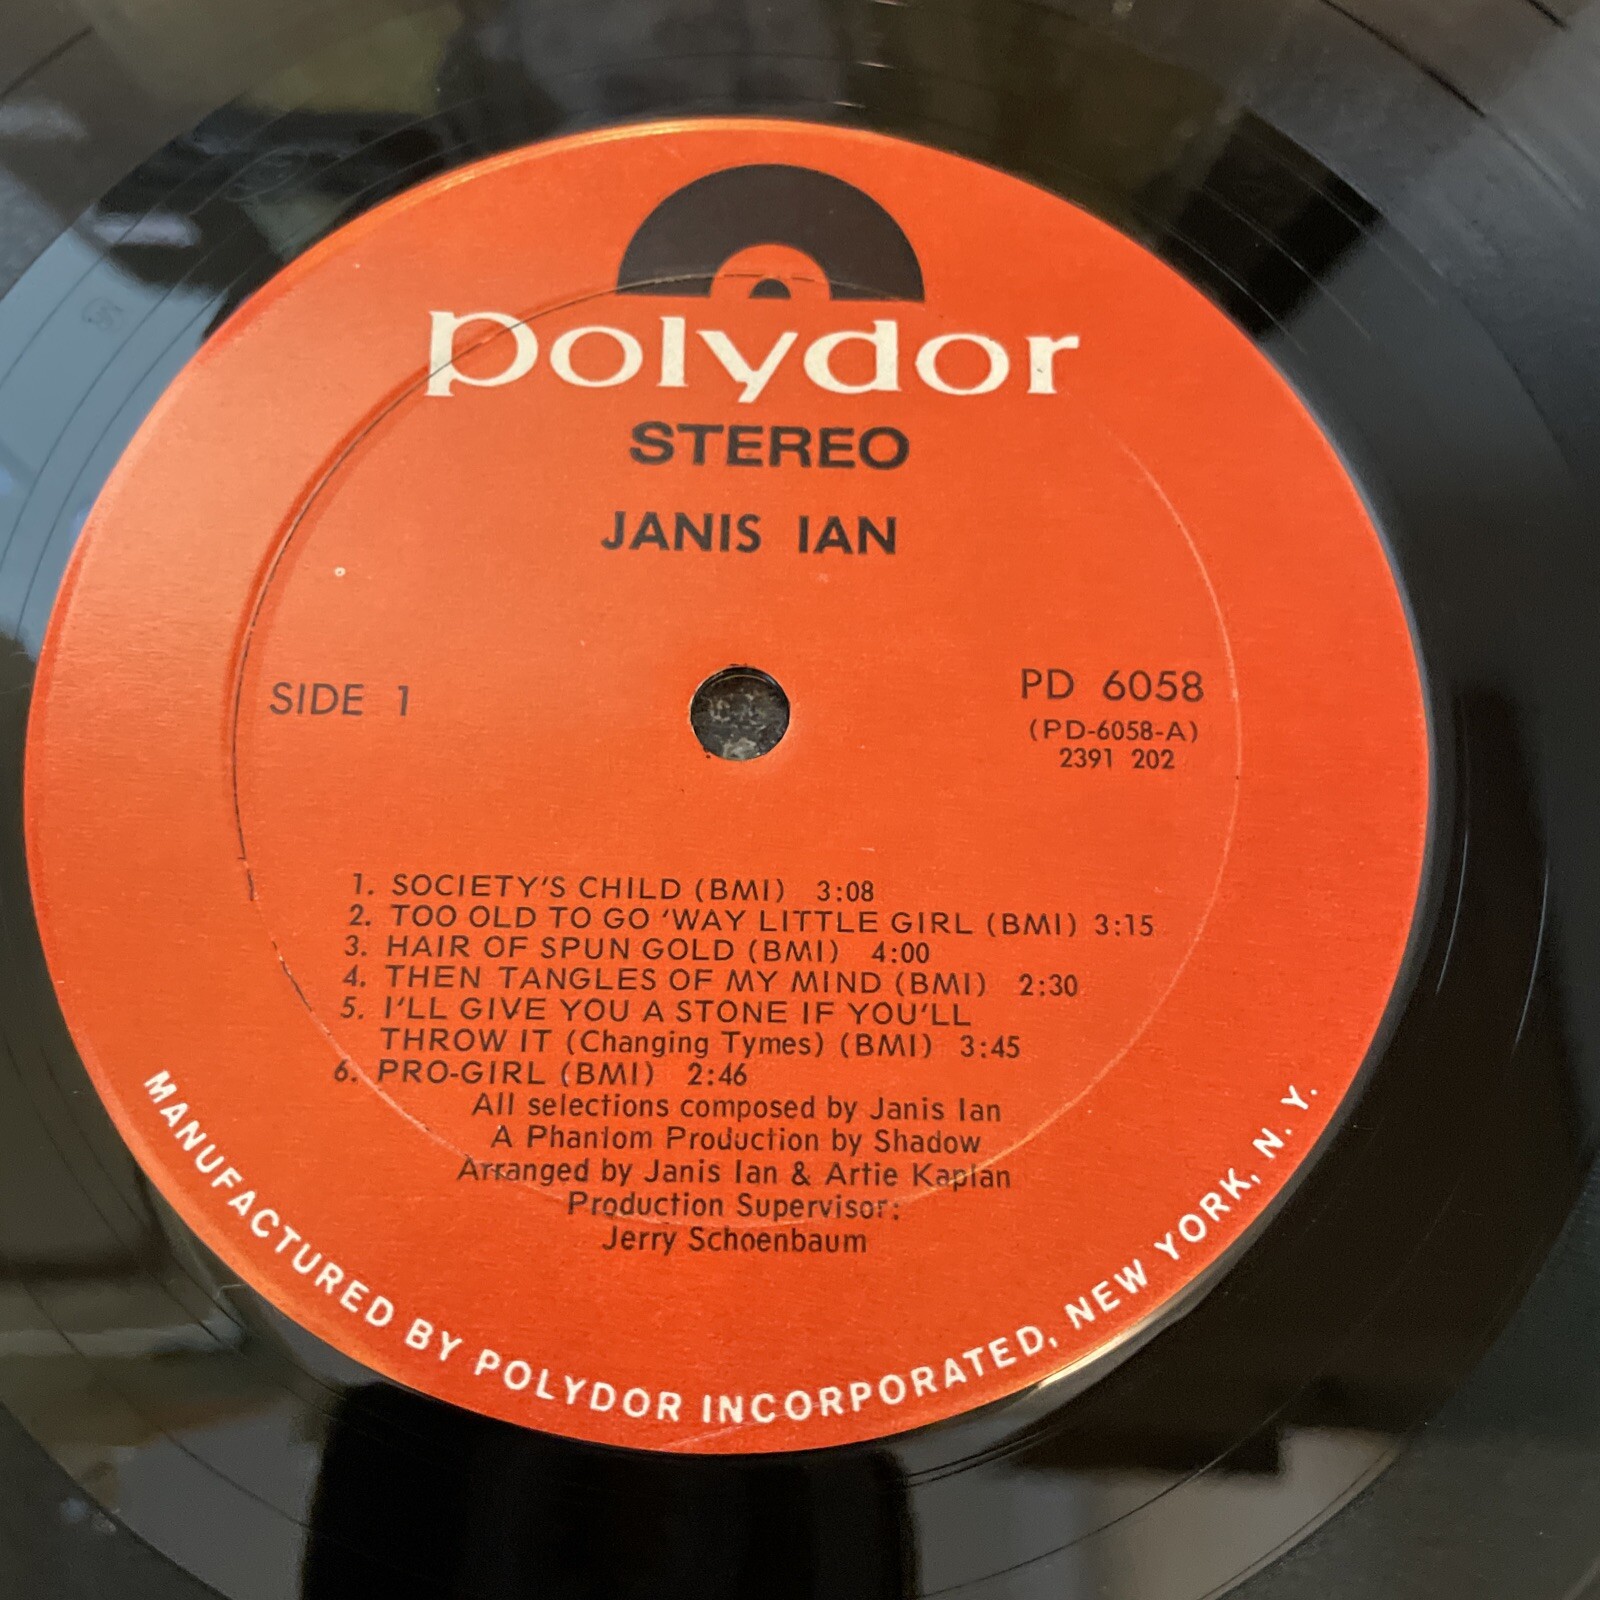 polydor
STEREO
JANIS IAN
SIDE 1
PD 6058
(PD-6058-A)
2391 202
1. SOCIETY'S CHILD (BMI) 3:08
2. TOO OLD TO GO 'WAY LITTLE GIRL (BMI) 3:15
3. HAIR OF SPUN GOLD (BMI) 4:00
4. THEN TANGLES OF MY MIND (BMI) 2:30
5. I'LL GIVE YOU A STONE IF YOU'LL
THROW IT (Changing Tymes) (BMI) 3:45
6. PRO-GIRL (BMI) 2:46
All selections composed by Janis Ian
A Phantom Production by Shadow
Arranged by Janis Ian & Artie Kaplan
Production Supervisor:
Jerry Schoenbaum
MANUFACTURED BY POLYDOR INCORPORATED, NEW YORK, N.Y.